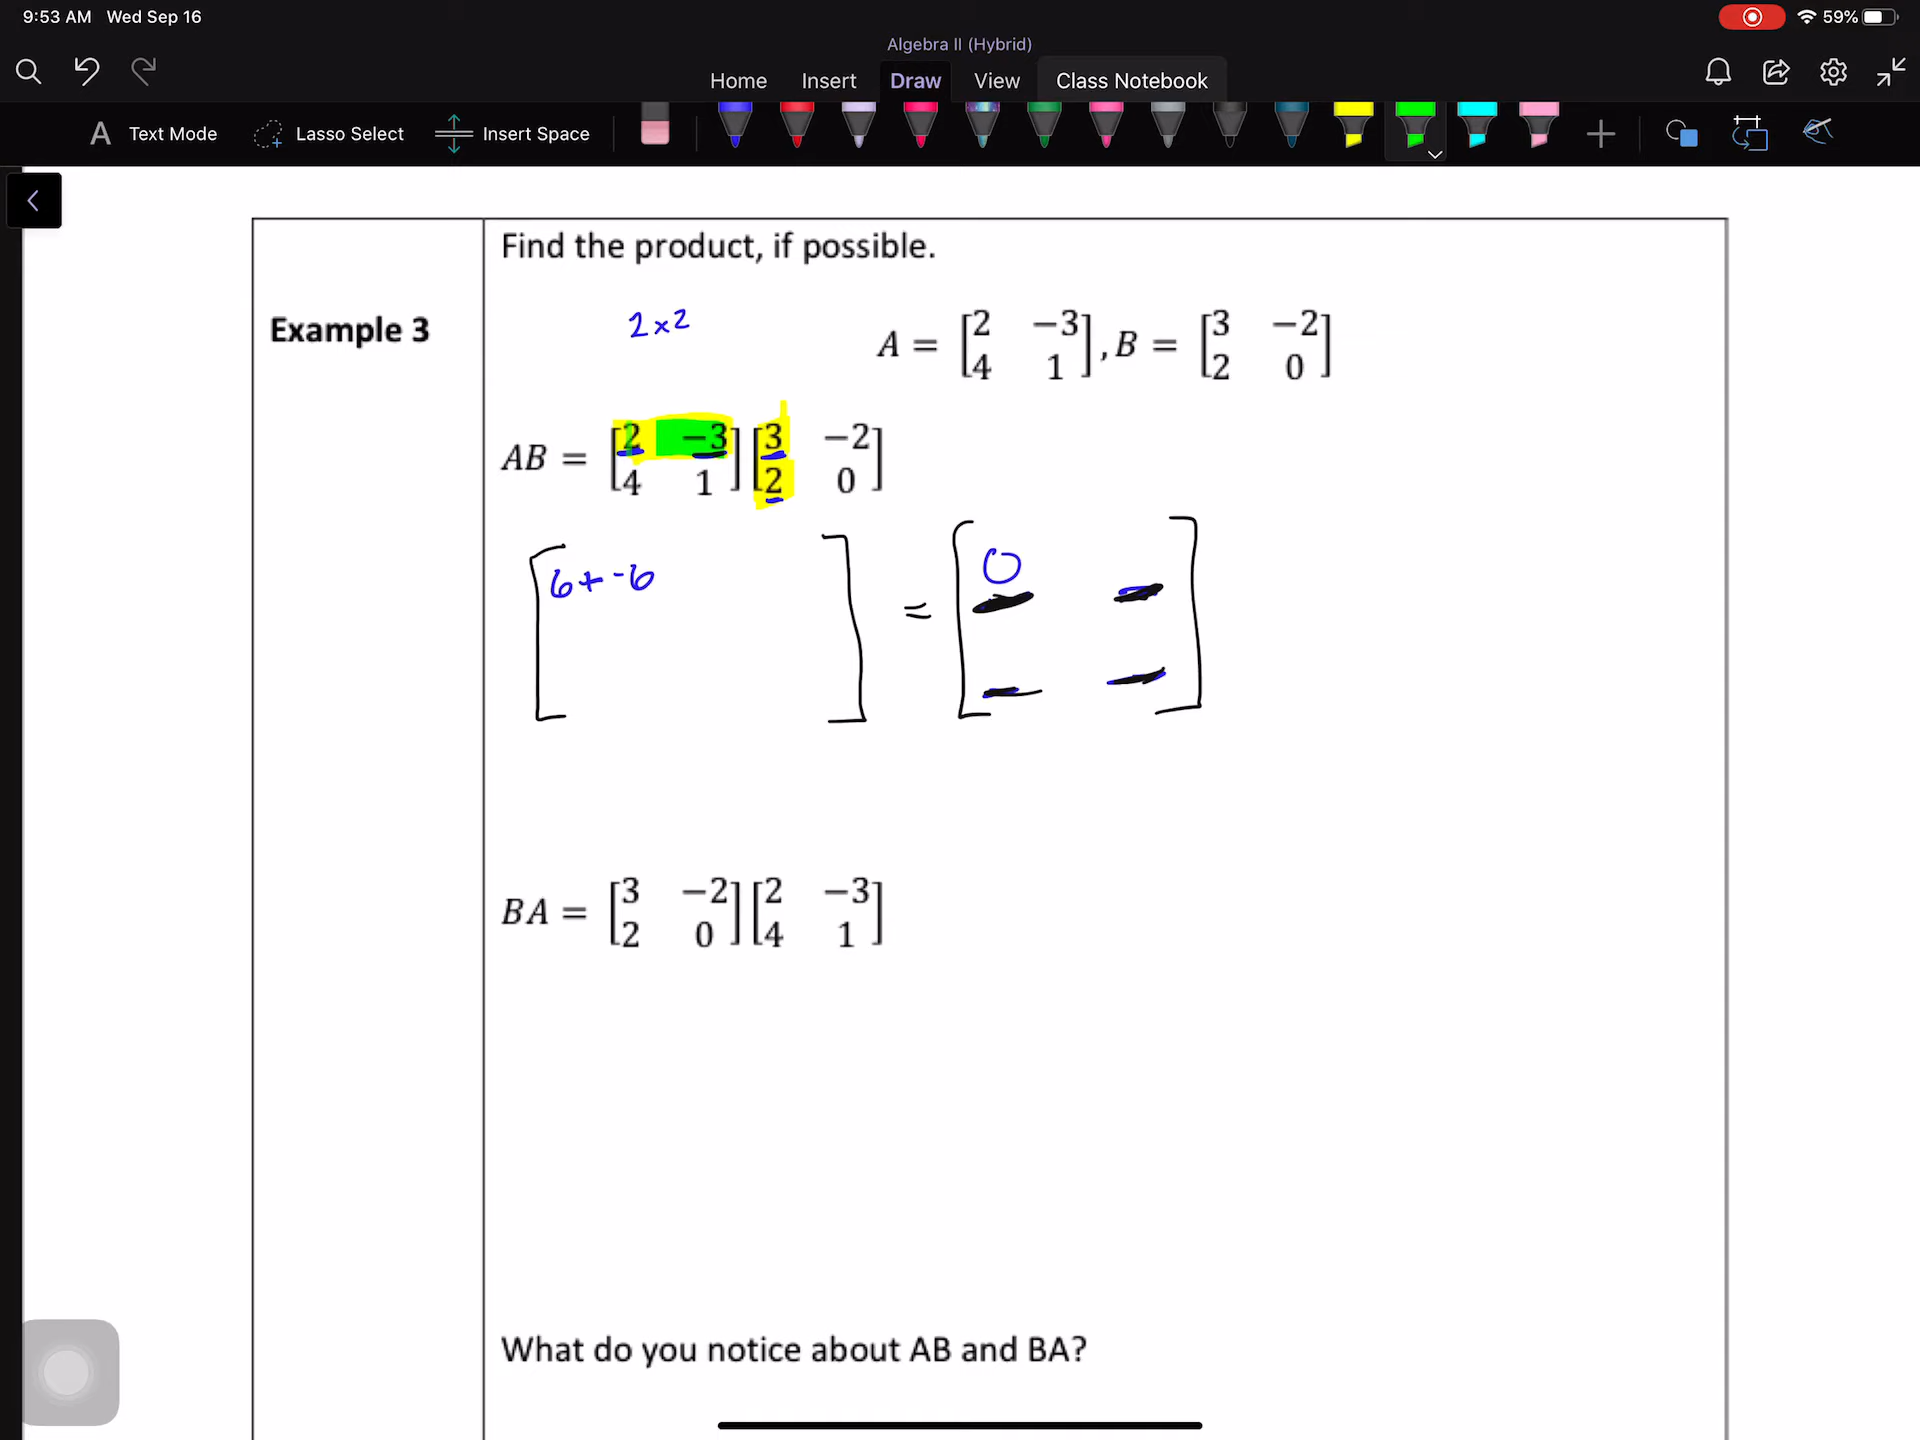 9:53 AM Wed Sep 16
59%
Algebra II (Hybrid)
Home Insert Draw View Class Notebook
A Text Mode Lasso Select Insert Space
Find the product, if possible.
Example 3
2×2
A = [2 −3; 4 1], B = [3 −2; 2 0]
AB = [2 −3; 4 1][3 −2; 2 0]
[6+-6 ] = [0 _; _ _]
BA = [3 −2; 2 0][2 −3; 4 1]
What do you notice about AB and BA?